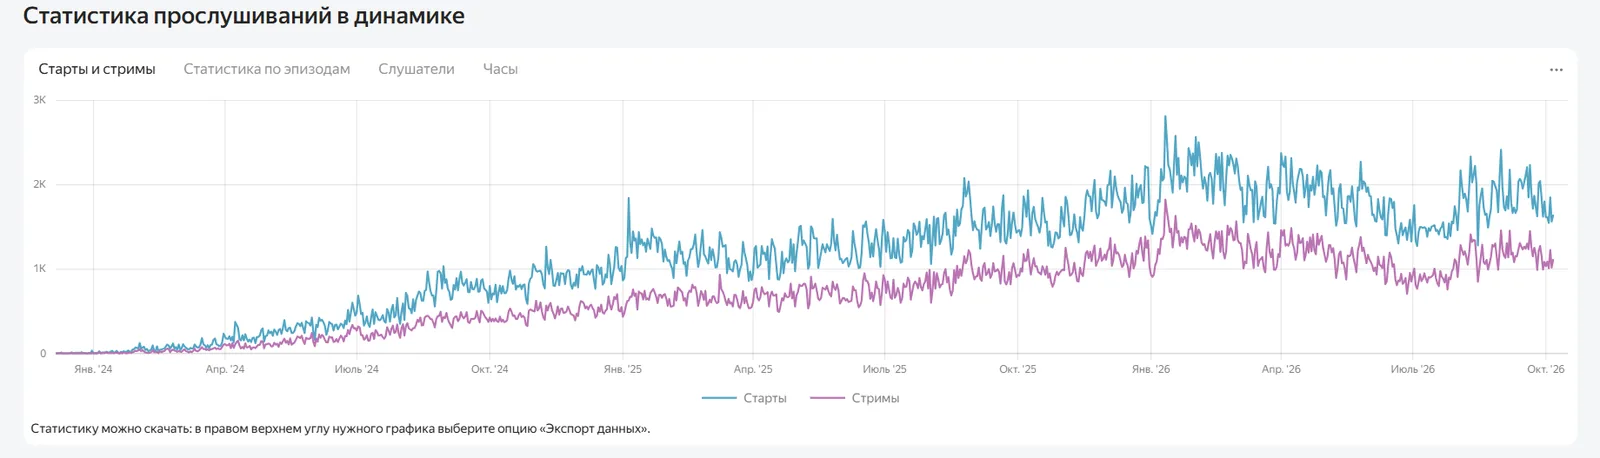 Статистика прослушиваний в динамике
Старты и стримы Статистика по эпизодам Слушатели Часы
3K
2K
1K
0
Янв. '24 Апр. '24 Июль '24 Окт. '24 Янв. '25 Апр. '25 Июль '25 Окт. '25 Янв. '26 Апр. '26 Июль '26 Окт. '26
Старты Стримы
Статистику можно скачать: в правом верхнем углу нужного графика выберите опцию «Экспорт данных».